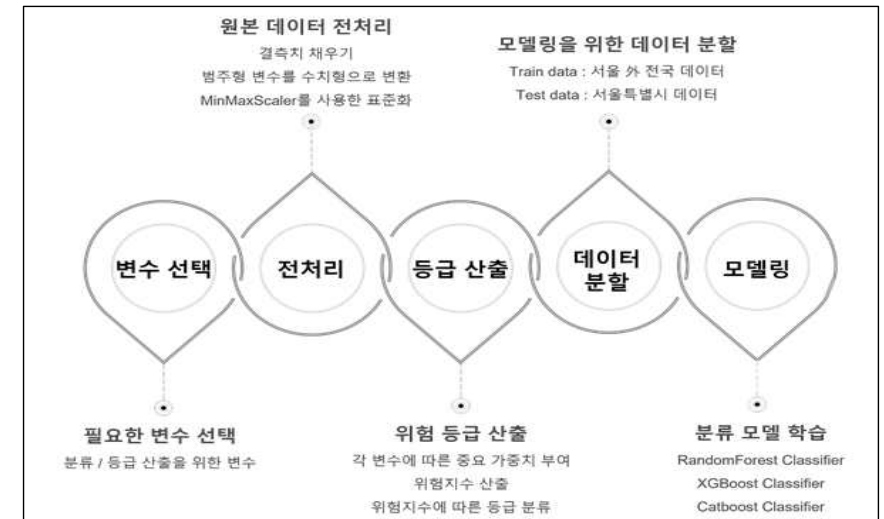 원본 데이터 전처리
결측치 채우기
범주형 변수를 수치형으로 변환
MinMaxScaler를 사용한 표준화
모델링을 위한 데이터 분할
Train data : 서울 外 전국 데이터
Test data : 서울특별시 데이터
변수 선택
전처리
등급 산출
데이터
분할
모델링
필요한 변수 선택
분류 / 등급 산출을 위한 변수
위험 등급 산출
각 변수에 따른 중요 가중치 부여
위험지수 산출
위험지수에 따른 등급 분류
분류 모델 학습
RandomForest Classifier
XGBoost Classifier
Catboost Classifier